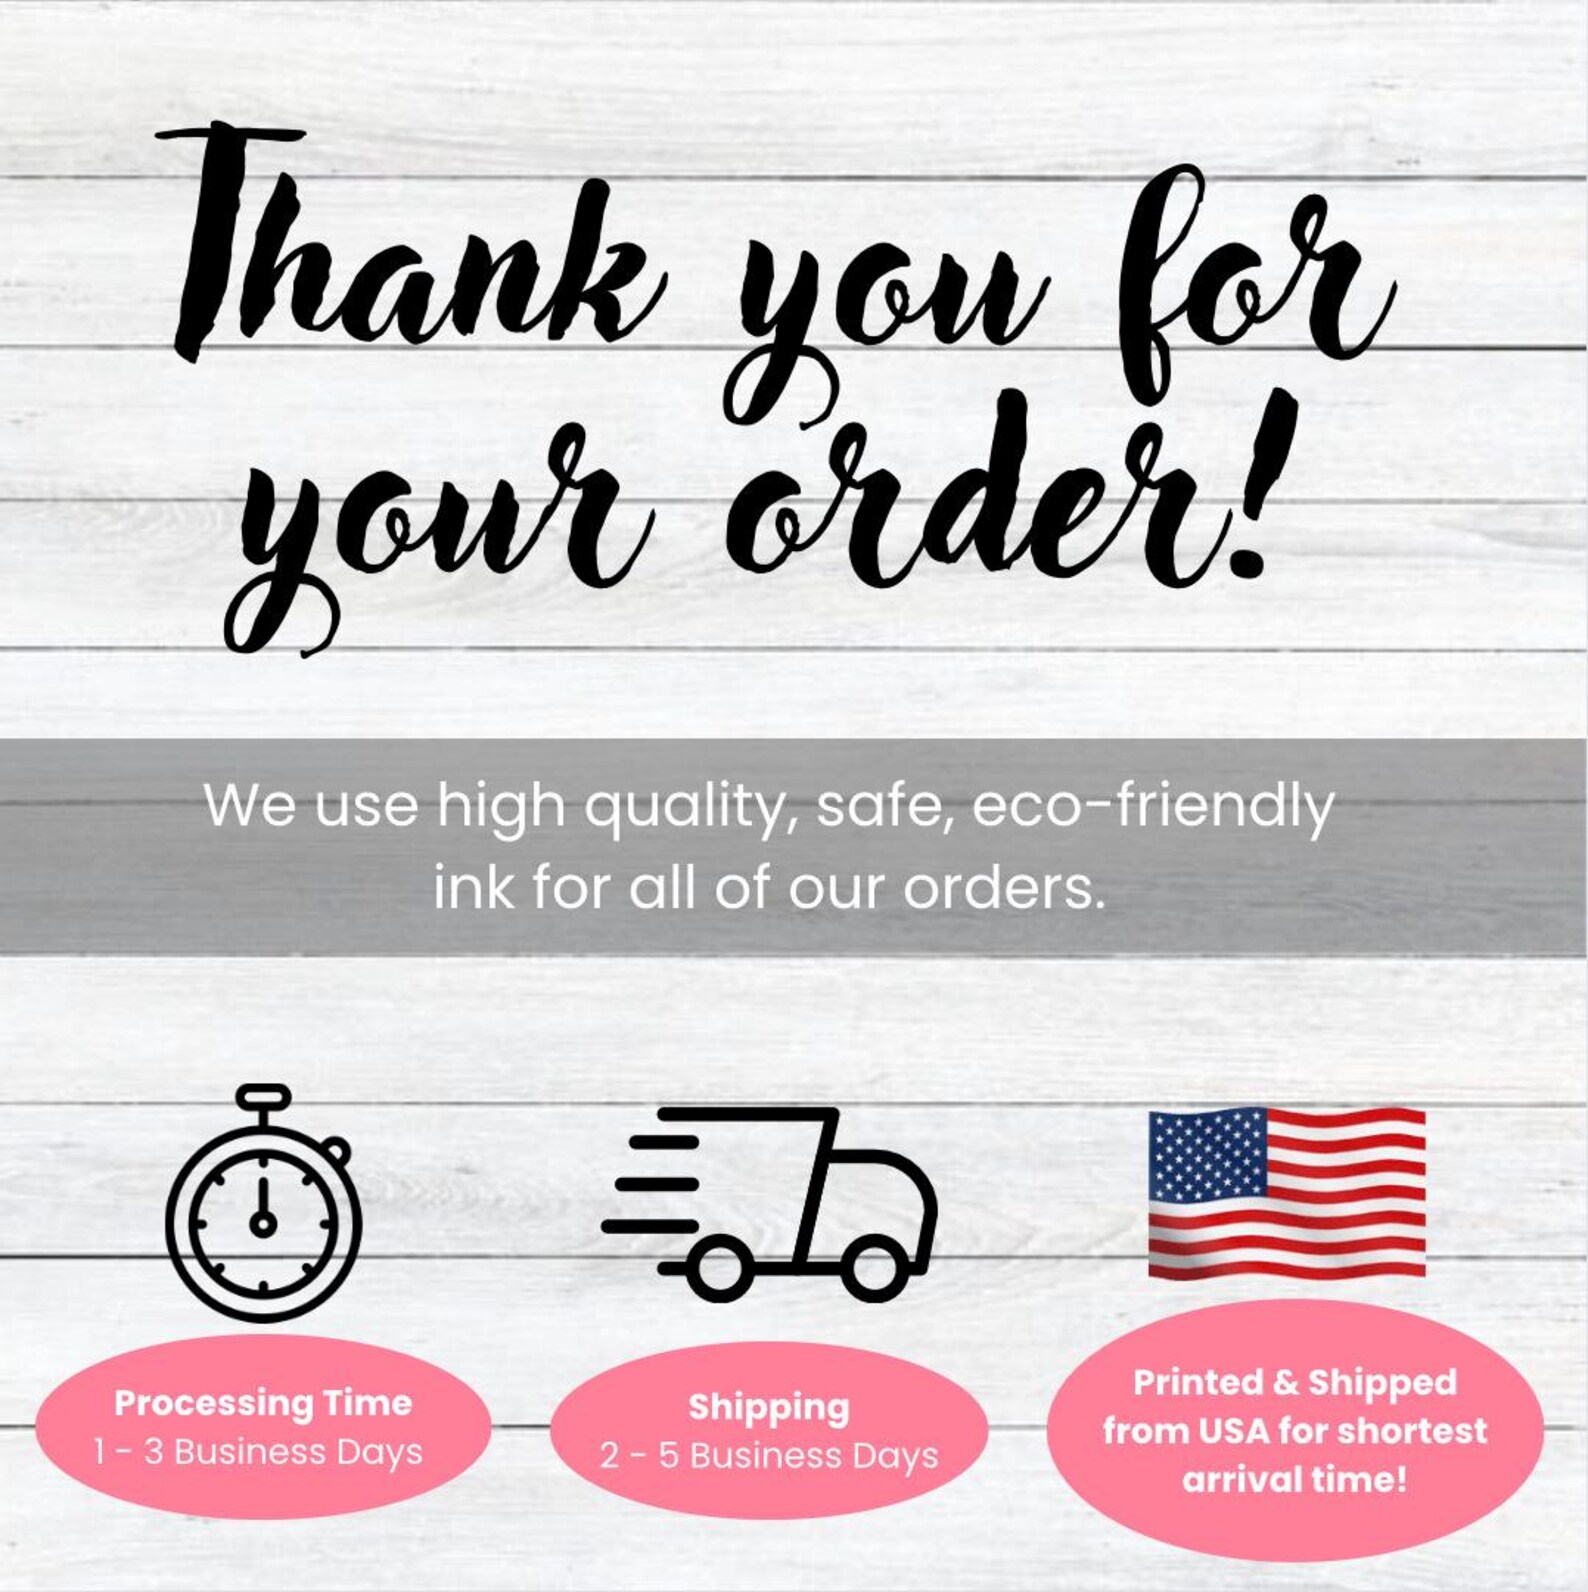 Thank you for
your order!
We use high quality, safe, eco-friendly
ink for all of our orders.
Processing Time
1 - 3 Business Days
Shipping
2 - 5 Business Days
Printed & Shipped
from USA for shortest
arrival time!